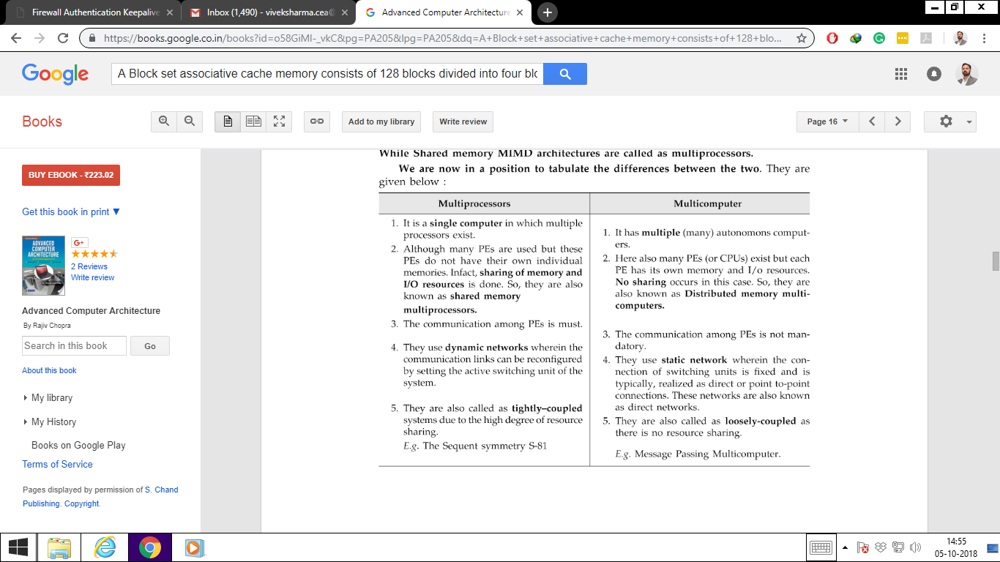 Firewall Authentication Keepalive
Inbox (1,490) - viveksharma.cea@
Advanced Computer Architecture
https://books.google.co.in/books?id=o58GiMI-_vkC&pg=PA205&lpg=PA205&dq=A+Block+set+associative+cache+memory+consists+of+128+blo...
Google
A Block set associative cache memory consists of 128 blocks divided into four blo
Books
Add to my library
Write review
Page 16
BUY EBOOK - ₹223.02
Get this book in print ▼
ADVANCED
COMPUTER
ARCHITECTURE
G+
2 Reviews
Write review
Advanced Computer Architecture
By Rajiv Chopra
Search in this book
Go
About this book
My library
My History
Books on Google Play
Terms of Service
Pages displayed by permission of S. Chand
Publishing. Copyright.
While Shared memory MIMD architectures are called as multiprocessors.
We are now in a position to tabulate the differences between the two. They are
given below :
Multiprocessors
1. It is a single computer in which multiple
processors exist.
2. Although many PEs are used but these
PEs do not have their own individual
memories. Infact, sharing of memory and
I/O resources is done. So, they are also
known as shared memory
multiprocessors.
3. The communication among PEs is must.
4. They use dynamic networks wherein the
communication links can be reconfigured
by setting the active switching unit of the
system.
5. They are also called as tightly–coupled
systems due to the high degree of resource
sharing.
E.g. The Sequent symmetry S-81
Multicomputer
1. It has multiple (many) autonomons comput-
ers.
2. Here also many PEs (or CPUs) exist but each
PE has its own memory and I/o resources.
No sharing occurs in this case. So, they are
also known as Distributed memory multi-
computers.
3. The communication among PEs is not man-
datory.
4. They use static network wherein the con-
nection of switching units is fixed and is
typically, realized as direct or point to-point
connections. These networks are also known
as direct networks.
5. They are also called as loosely-coupled as
there is no resource sharing.
E.g. Message Passing Multicomputer.
14:55
05-10-2018